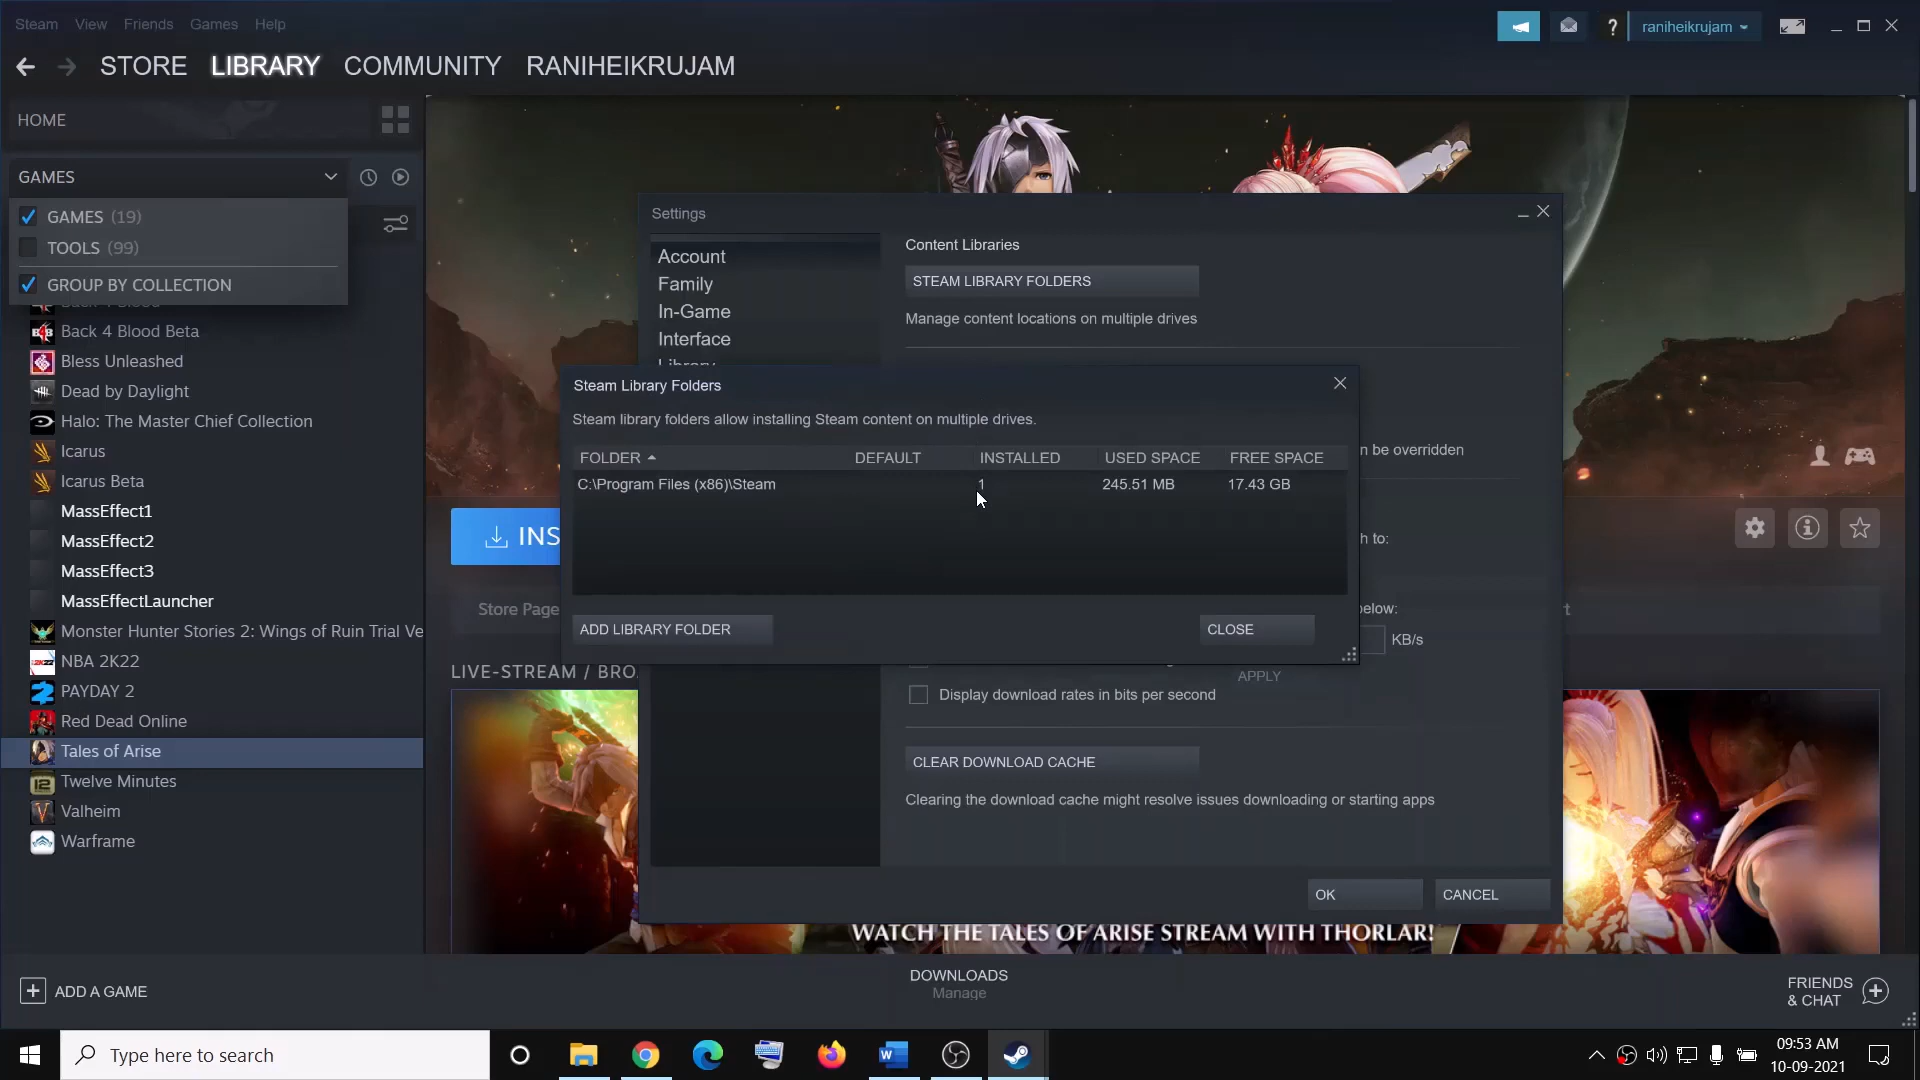 Steam View Friends Games Help
raniheikrujam
STORE LIBRARY COMMUNITY RANIHEIKRUJAM
HOME
GAMES
GAMES (19)
TOOLS (99)
GROUP BY COLLECTION
Back 4 Blood
Back 4 Blood Beta
Bless Unleashed
Dead by Daylight
Halo: The Master Chief Collection
Icarus
Icarus Beta
MassEffect1
MassEffect2
MassEffect3
MassEffectLauncher
Monster Hunter Stories 2: Wings of Ruin Trial Ve
NBA 2K22
PAYDAY 2
Red Dead Online
Tales of Arise
Twelve Minutes
Valheim
Warframe
INS
Store Page
LIVE-STREAM / BRO
Settings
Account
Family
In-Game
Interface
Library
Content Libraries
STEAM LIBRARY FOLDERS
Manage content locations on multiple drives
n be overridden
h to:
below:
KB/s
APPLY
Display download rates in bits per second
CLEAR DOWNLOAD CACHE
Clearing the download cache might resolve issues downloading or starting apps
OK CANCEL
Steam Library Folders
Steam library folders allow installing Steam content on multiple drives.
FOLDER DEFAULT INSTALLED USED SPACE FREE SPACE
C:\Program Files (x86)\Steam 1 245.51 MB 17.43 GB
ADD LIBRARY FOLDER CLOSE
WATCH THE TALES OF ARISE STREAM WITH THORLAR!
ADD A GAME
DOWNLOADS
Manage
FRIENDS
& CHAT
Type here to search
09:53 AM
10-09-2021